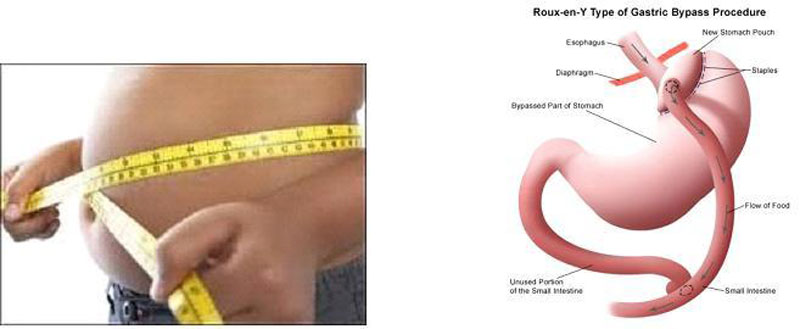 Roux-en-Y Type of Gastric Bypass Procedure
New Stomach Pouch
Esophagus
Staples
Diaphragm
Bypassed Part of Stomach
Flow of Food
Unused Portion
of the Small Intestine
Small Intestine